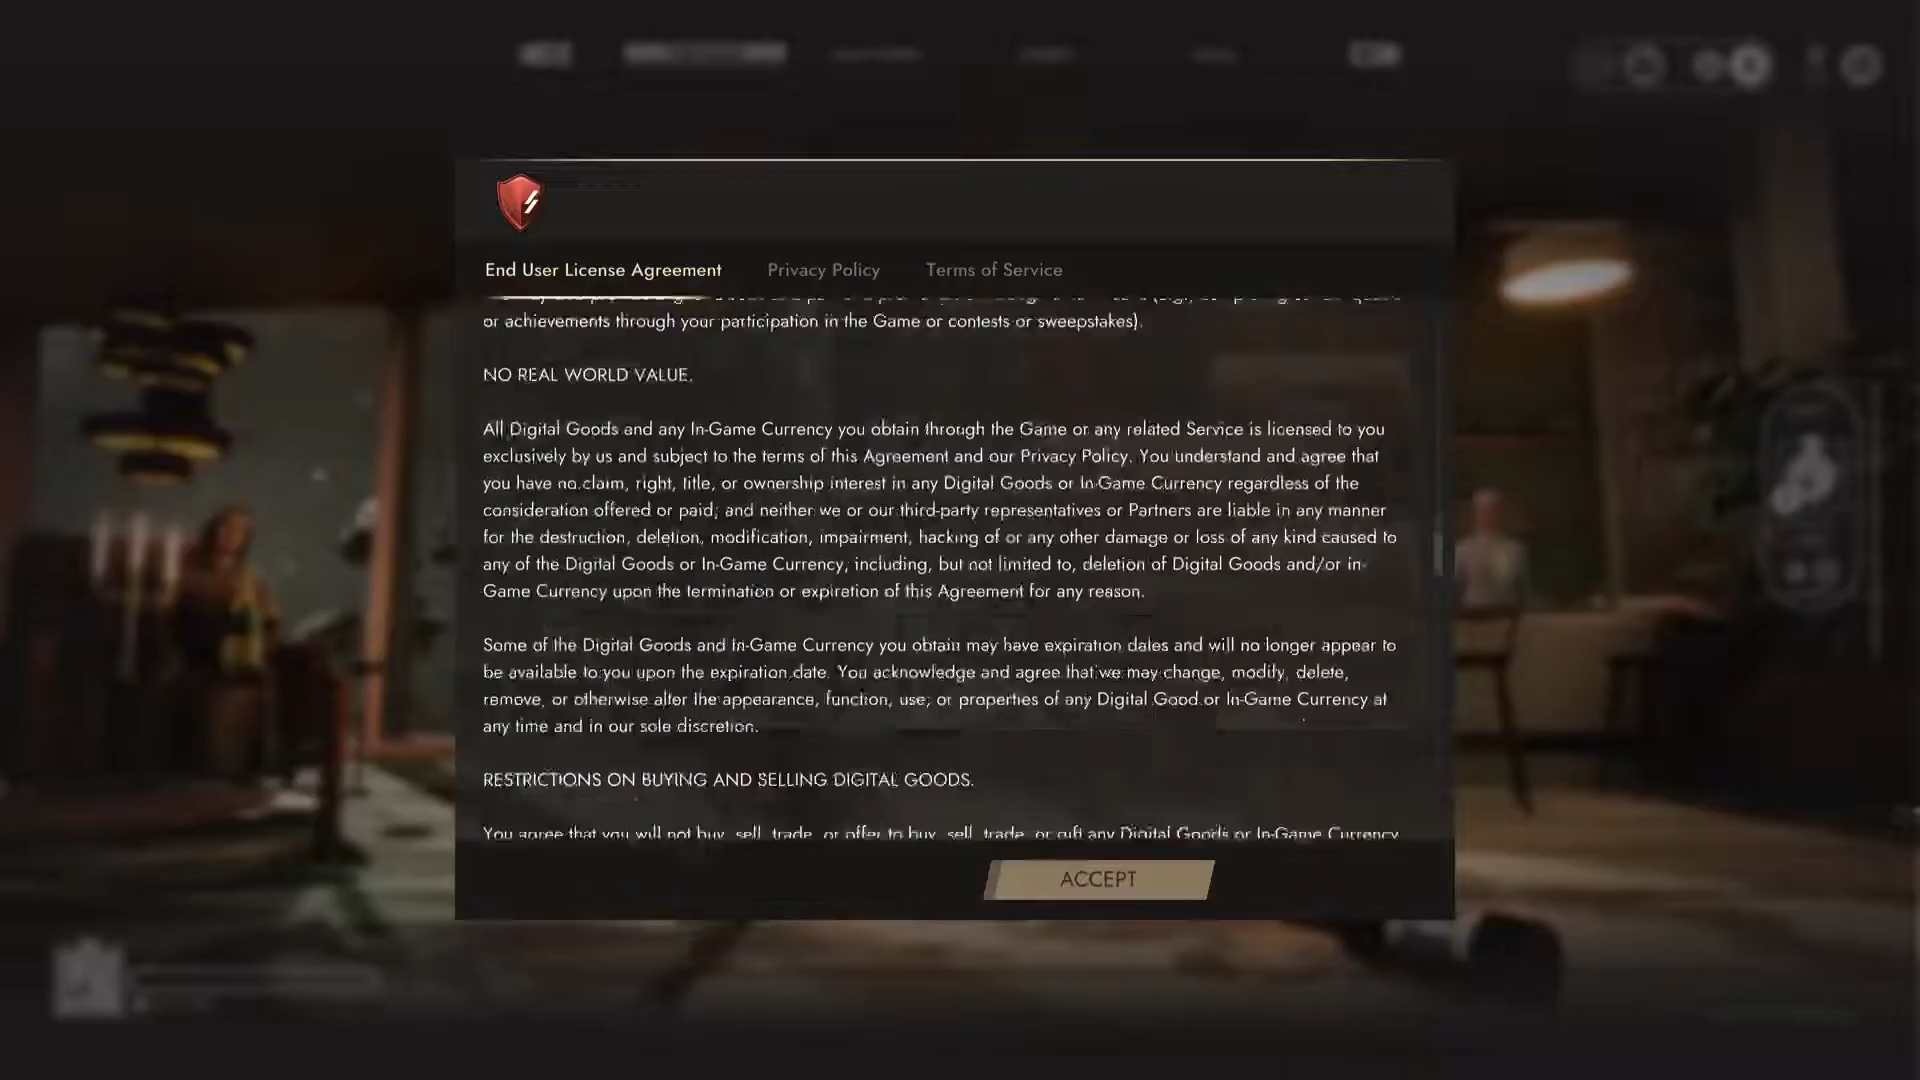 End User License Agreement
Privacy Policy
Terms of Service
or achievements through your participation in the Game or contests or sweepstakes).
NO REAL WORLD VALUE.
All Digital Goods and any In-Game Currency you obtain through the Game or any related Service is licensed to you
exclusively by us and subject to the terms of this Agreement and our Privacy Policy. You understand and agree that
you have no claim, right, title, or ownership interest in any Digital Goods or In-Game Currency regardless of the
consideration offered or paid, and neither we or our third-party representatives or Partners are liable in any manner
for the destruction, deletion, modification, impairment, hacking of or any other damage or loss of any kind caused to
any of the Digital Goods or In-Game Currency, including, but not limited to, deletion of Digital Goods and/or in-
Game Currency upon the termination or expiration of this Agreement for any reason.
Some of the Digital Goods and In-Game Currency you obtain may have expiration dates and will no longer appear to
be available to you upon the expiration date. You acknowledge and agree that we may change, modify, delete,
remove, or otherwise alter the appearance, function, use, or properties of any Digital Good or In-Game Currency at
any time and in our sole discretion.
RESTRICTIONS ON BUYING AND SELLING DIGITAL GOODS.
You agree that you will not buy, sell, trade, or offer to buy, sell, trade, or gift any Digital Goods or In-Game Currency
ACCEPT